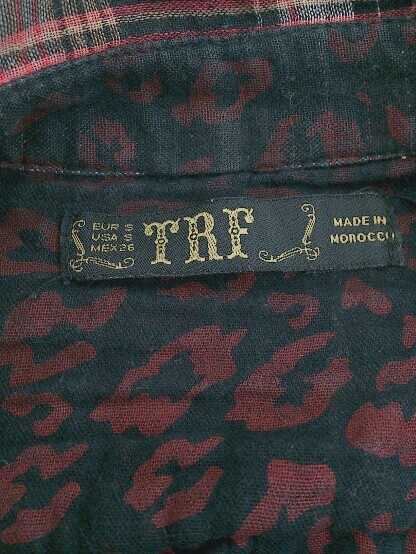 EUR S
USA S
MEX 26
TRF
MADE IN
MOROCCO